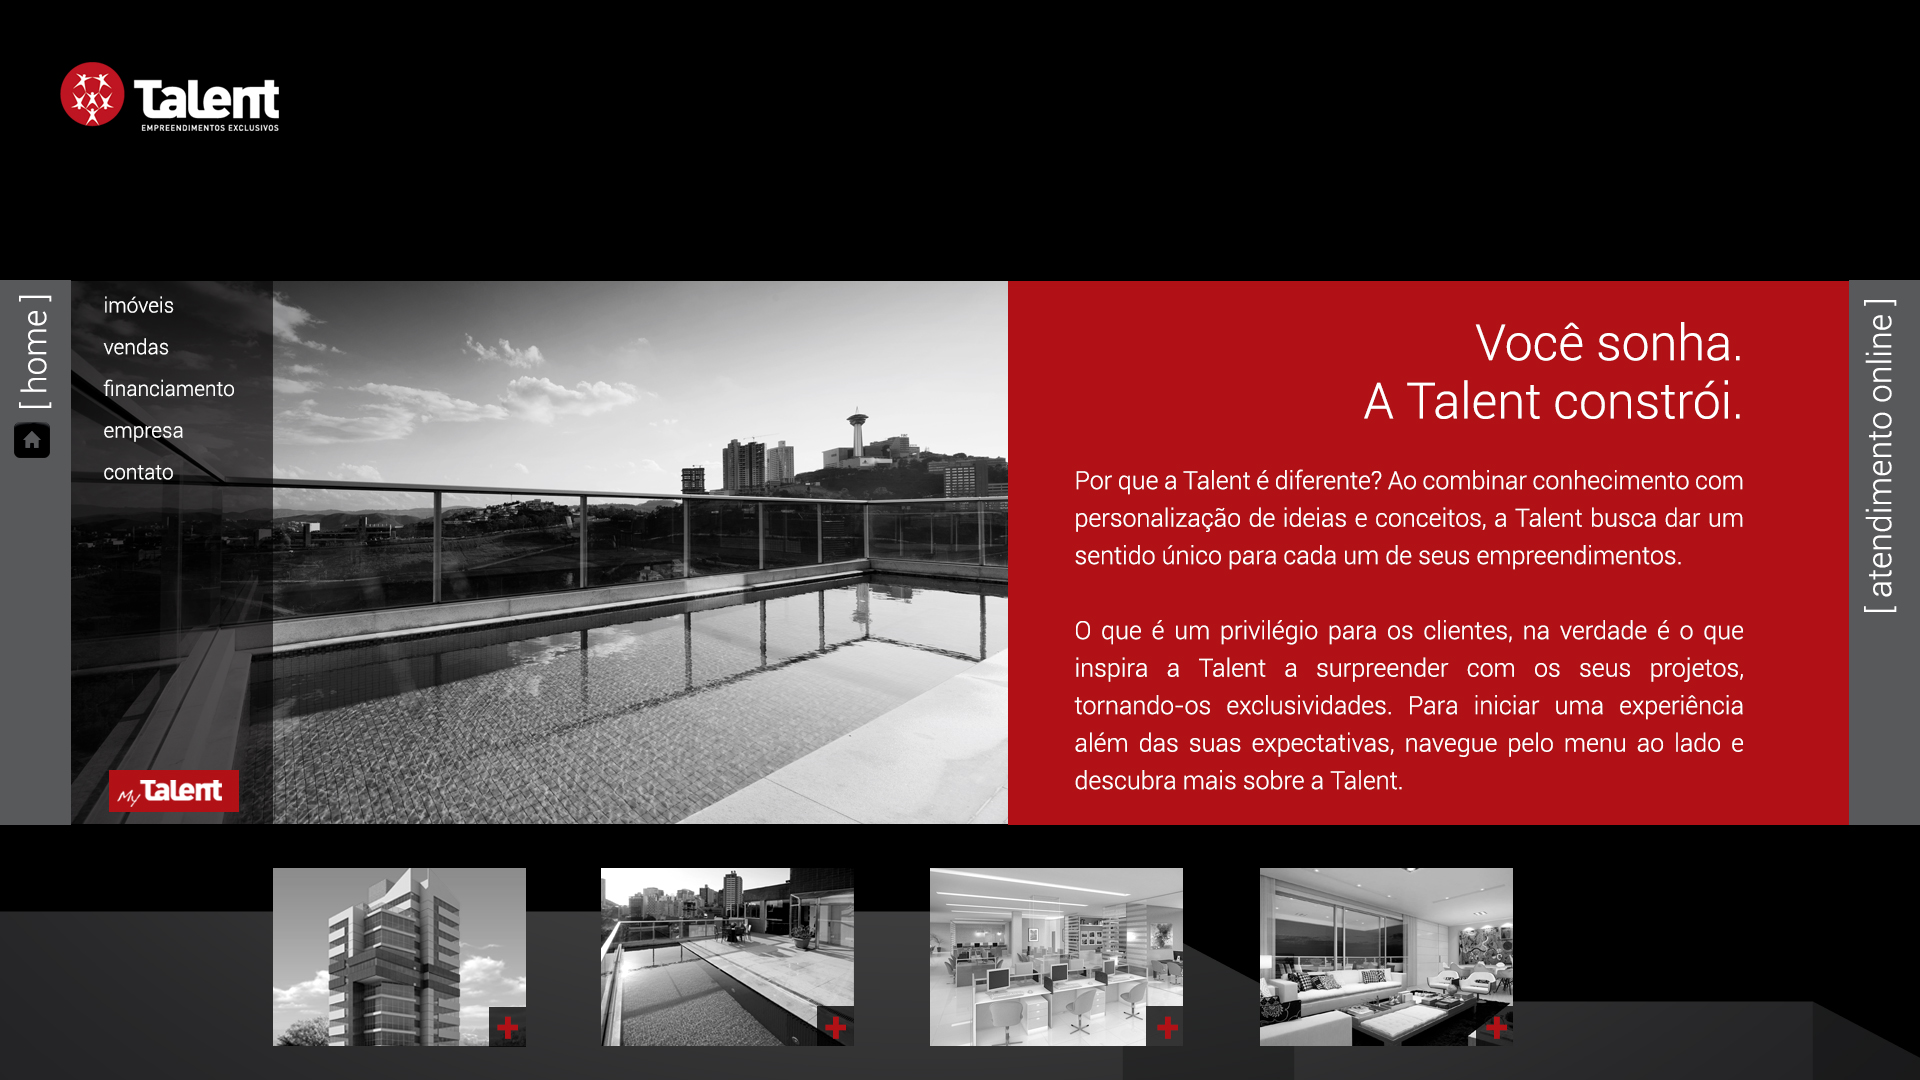 Talent
EMPREENDIMENTOS EXCLUSIVOS
[ home ]
imóveis
vendas
financiamento
empresa
contato
My Talent
Você sonha.
A Talent constrói.
Por que a Talent é diferente? Ao combinar conhecimento com
personalização de ideias e conceitos, a Talent busca dar um
sentido único para cada um de seus empreendimentos.
O que é um privilégio para os clientes, na verdade é o que
inspira a Talent a surpreender com os seus projetos,
tornando-os exclusividades. Para iniciar uma experiência
além das suas expectativas, navegue pelo menu ao lado e
descubra mais sobre a Talent.
[ atendimento online ]